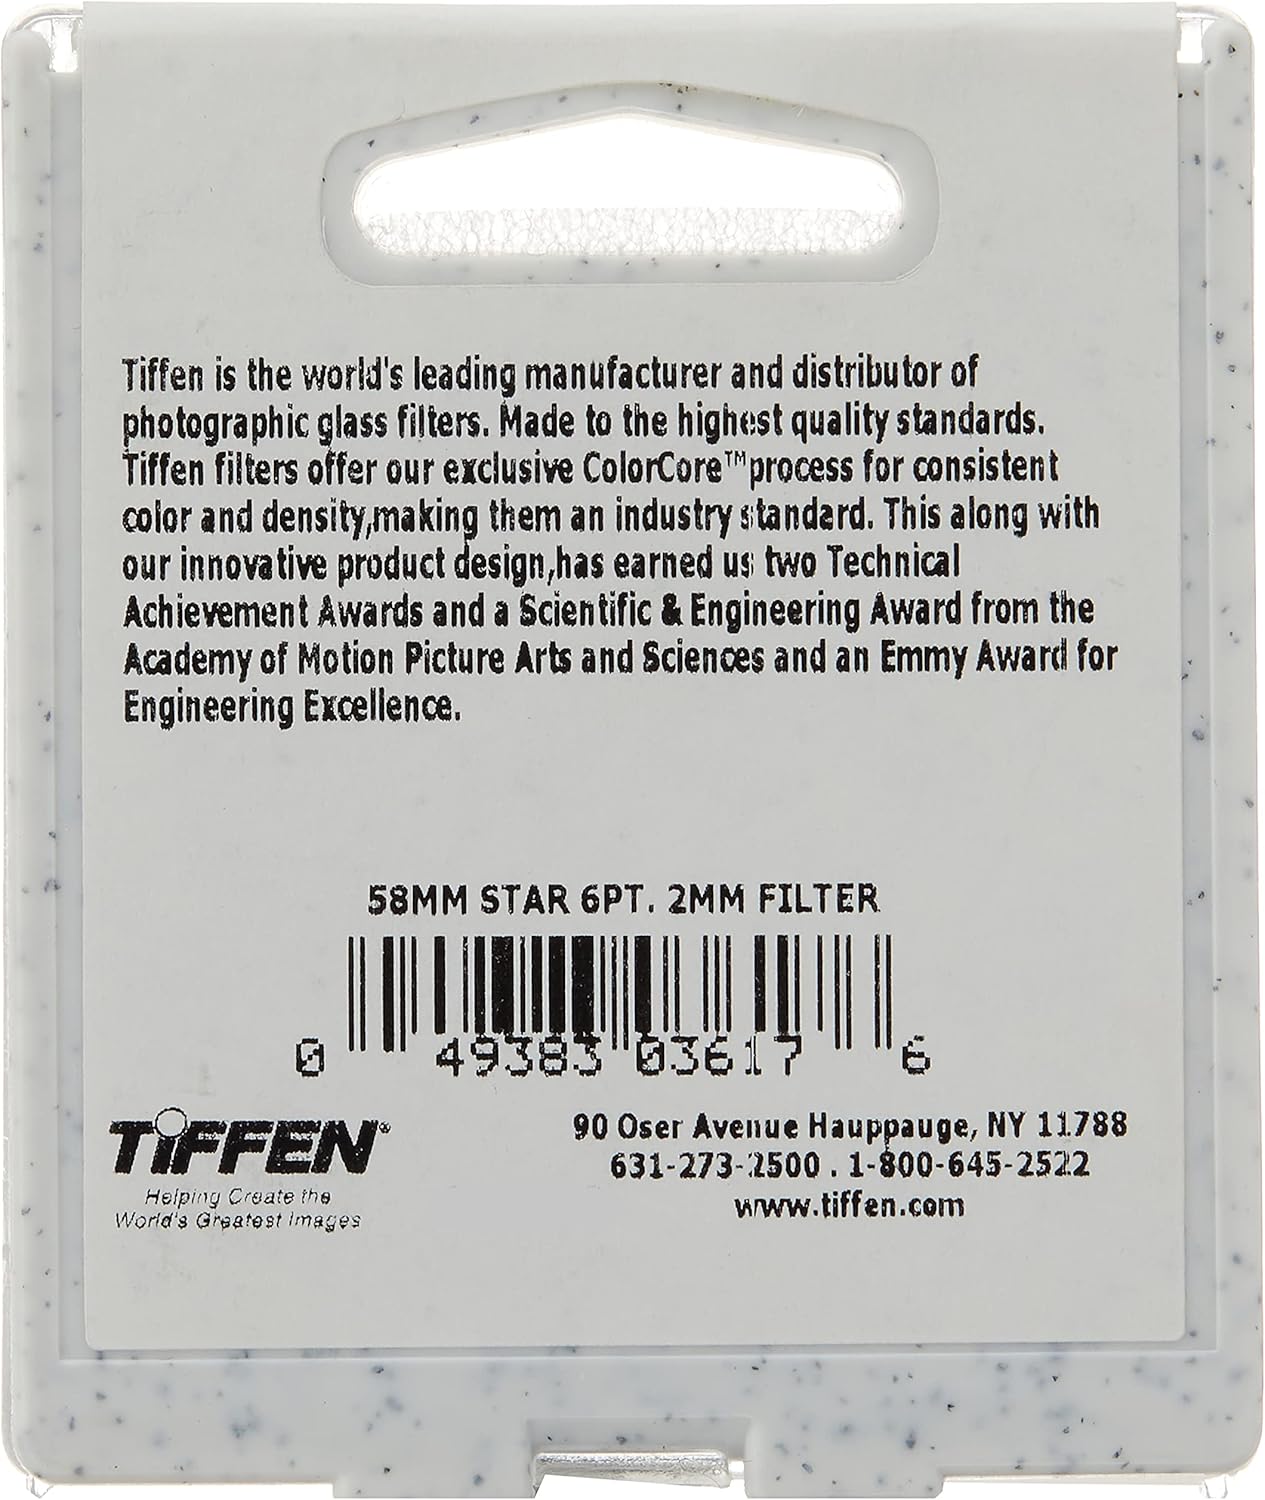 Tiffen is the world's leading manufacturer and distributor of
photographic glass filters. Made to the highest quality standards.
Tiffen filters offer our exclusive ColorCore™process for consistent
color and density,making them an industry standard. This along with
our innovative product design,has earned us two Technical
Achievement Awards and a Scientific & Engineering Award from the
Academy of Motion Picture Arts and Sciences and an Emmy Award for
Engineering Excellence.
58MM STAR 6PT. 2MM FILTER
0 49383 03617 6
TiFFEN®
Helping Create the
World's Greatest Images
90 Oser Avenue Hauppauge, NY 11788
631-273-2500 . 1-800-645-2522
www.tiffen.com